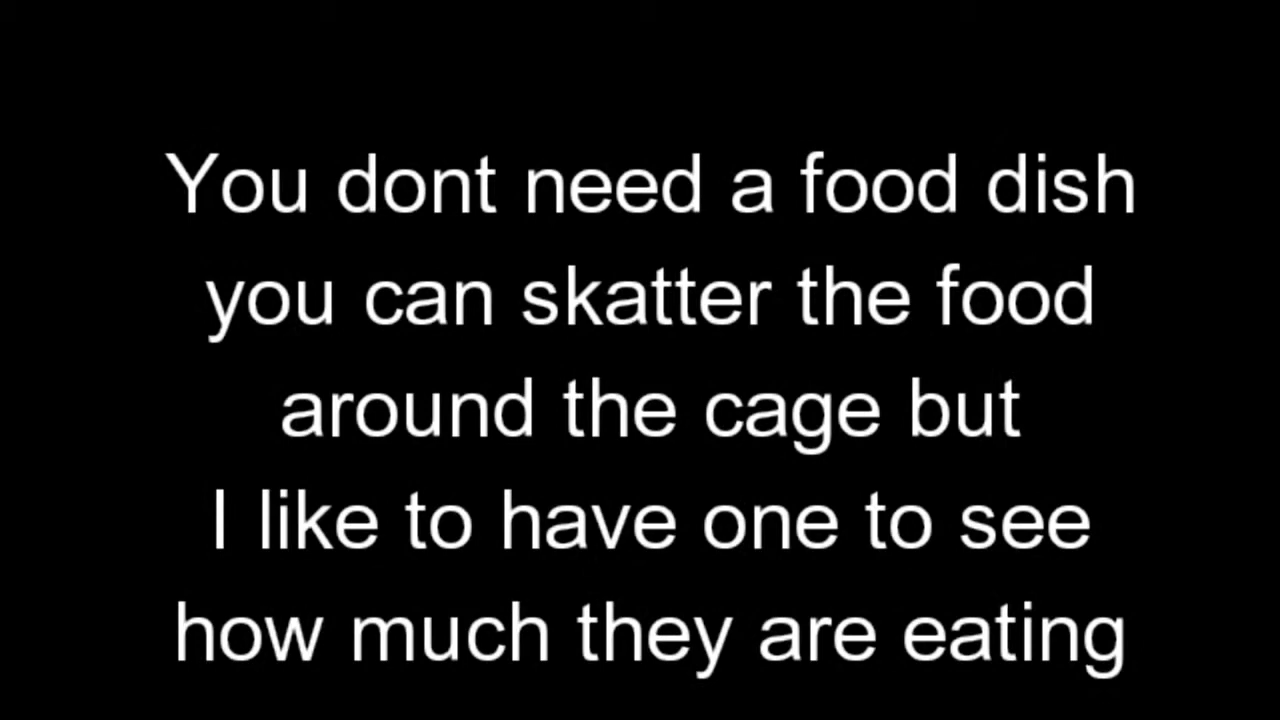 You dont need a food dish
you can skatter the food
around the cage but
I like to have one to see
how much they are eating